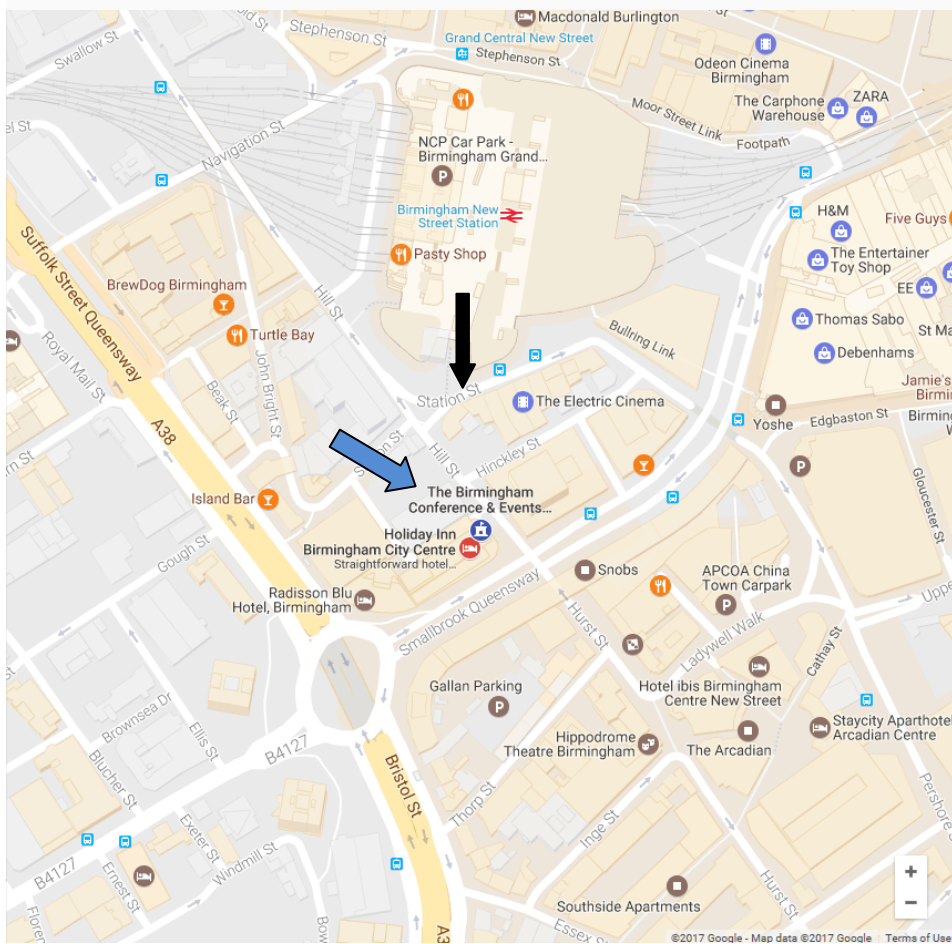 Macdonald Burlington
Stephenson St
Grand Central New Street
Stephenson St
Odeon Cinema
Birmingham
Swallow St
The Carphone
Warehouse
ZARA
Moor Street Link
Footpath
Navigation St
NCP Car Park -
Birmingham Grand...
Birmingham New
Street Station
H&M
Five Guys
Pasty Shop
The Entertainer
Toy Shop
EE
Suffolk Street Queensway
BrewDog Birmingham
Hill St
Thomas Sabo
St Ma
Turtle Bay
Bullring Link
Debenhams
Royal Mail St
John Bright St
Beak St
Station St
The Electric Cinema
Jamie's
Birmin
Yoshe
Edgbaston St
Birming
A38
Hill St
Hinckley St
Island Bar
The Birmingham
Conference & Events...
Gloucester St
Gough St
Holiday Inn
Birmingham City Centre
Straightforward hotel...
Snobs
APCOA China
Town Carpark
Radisson Blu
Hotel, Birmingham
Smallbrook Queensway
Hurst St
Ladywell Walk
Cathay St
Uppe
Gallan Parking
Hotel ibis Birmingham
Centre New Street
Brownsea Dr
Ellis St
Staycity Aparthotel
Arcadian Centre
Hippodrome
Theatre Birmingham
The Arcadian
B4127
Blucher St
Bristol St
Thorp St
Pershore
Exeter St
Inge St
B4127
Ernest St
Windmill St
Hurst St
Southside Apartments
Essex St
©2017 Google - Map data ©2017 Google
Terms of Use